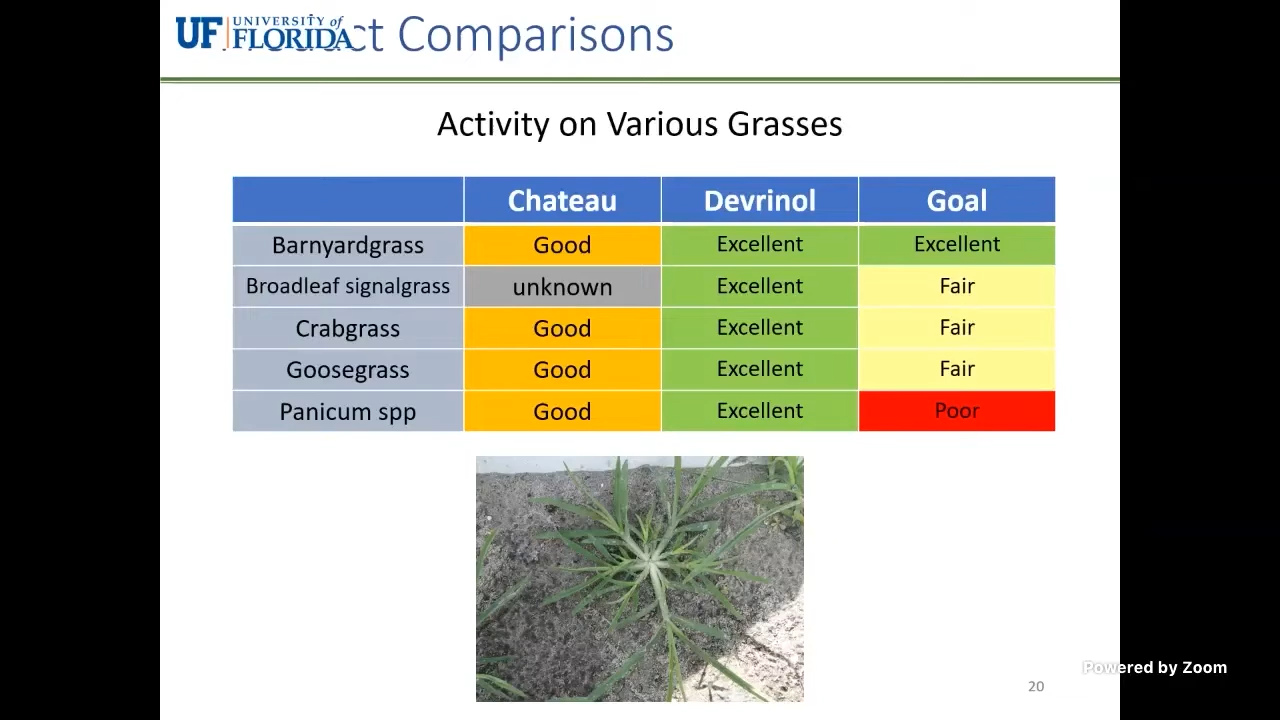 UF UNIVERSITY of
FLORIDA
ct Comparisons
Activity on Various Grasses
Chateau Devrinol Goal
Barnyardgrass Good Excellent Excellent
Broadleaf signalgrass unknown Excellent Fair
Crabgrass Good Excellent Fair
Goosegrass Good Excellent Fair
Panicum spp Good Excellent Poor
Powered by Zoom
20